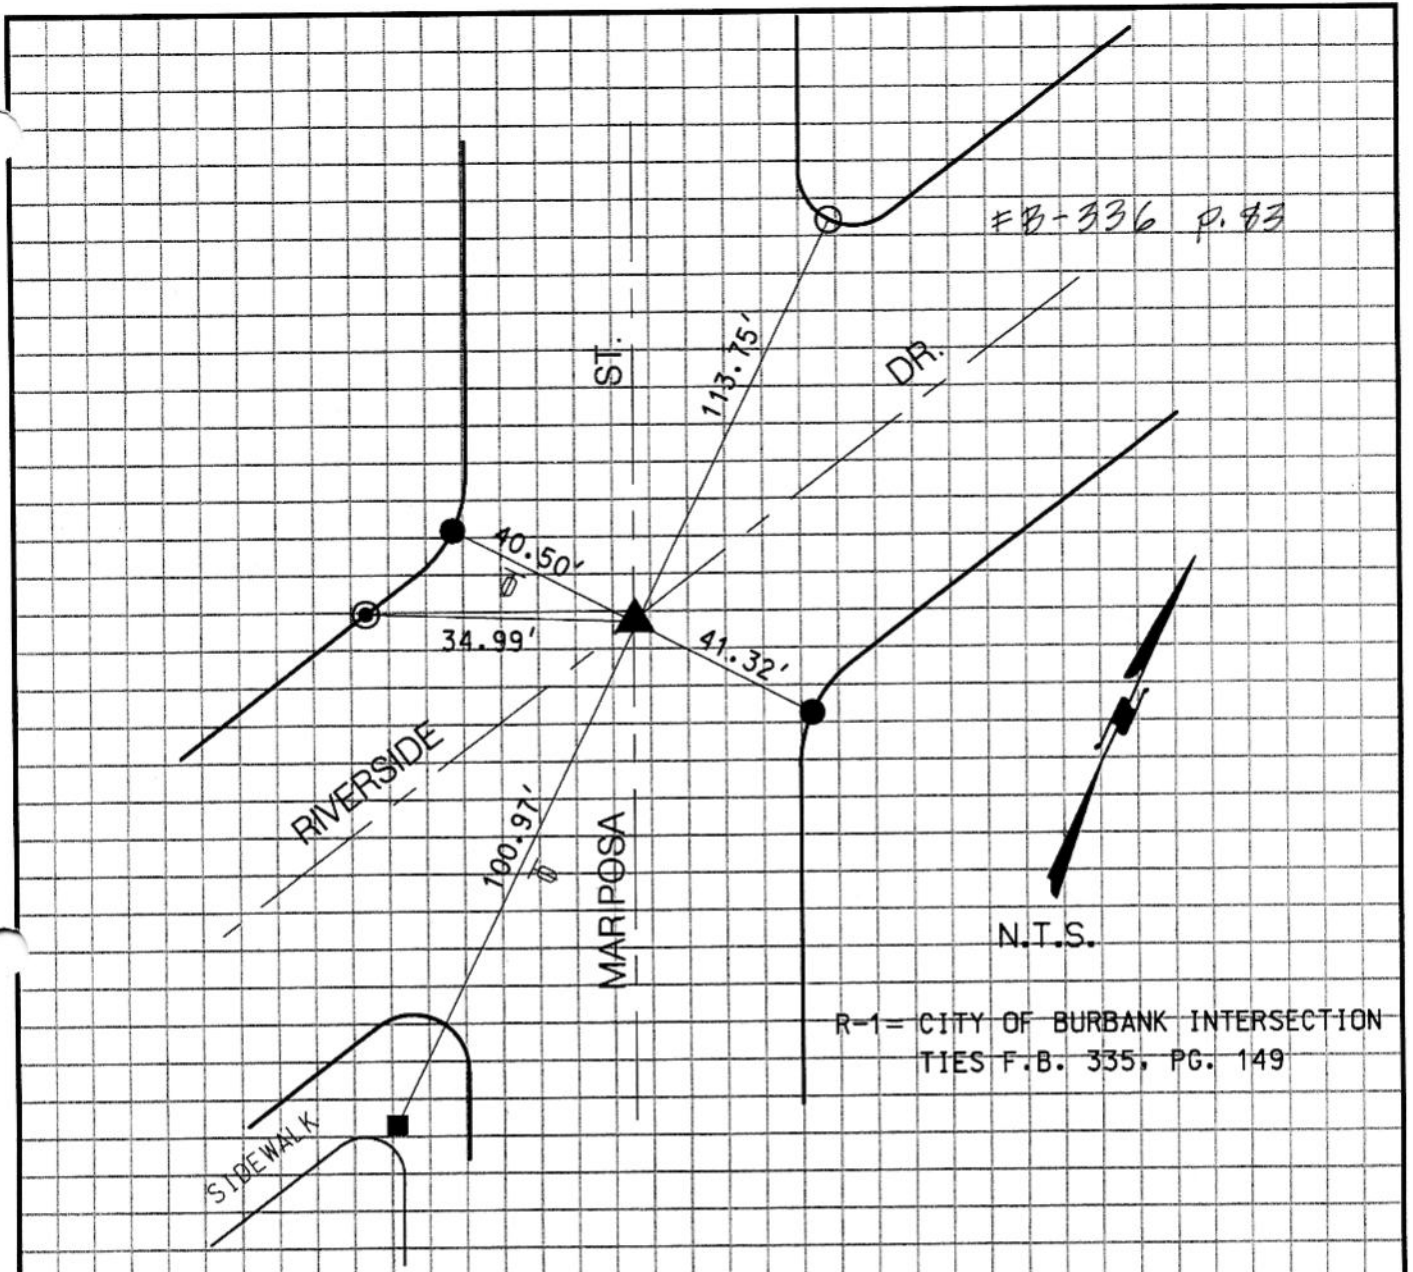 FB-336 P. 83
ST.
113.75'
DR.
40.50'
34.99'
41.32'
RIVERSIDE
100.97'
MARIPOSA
N.T.S.
R-1= CITY OF BURBANK INTERSECTION
TIES F.B. 335, PG. 149
SIDEWALK